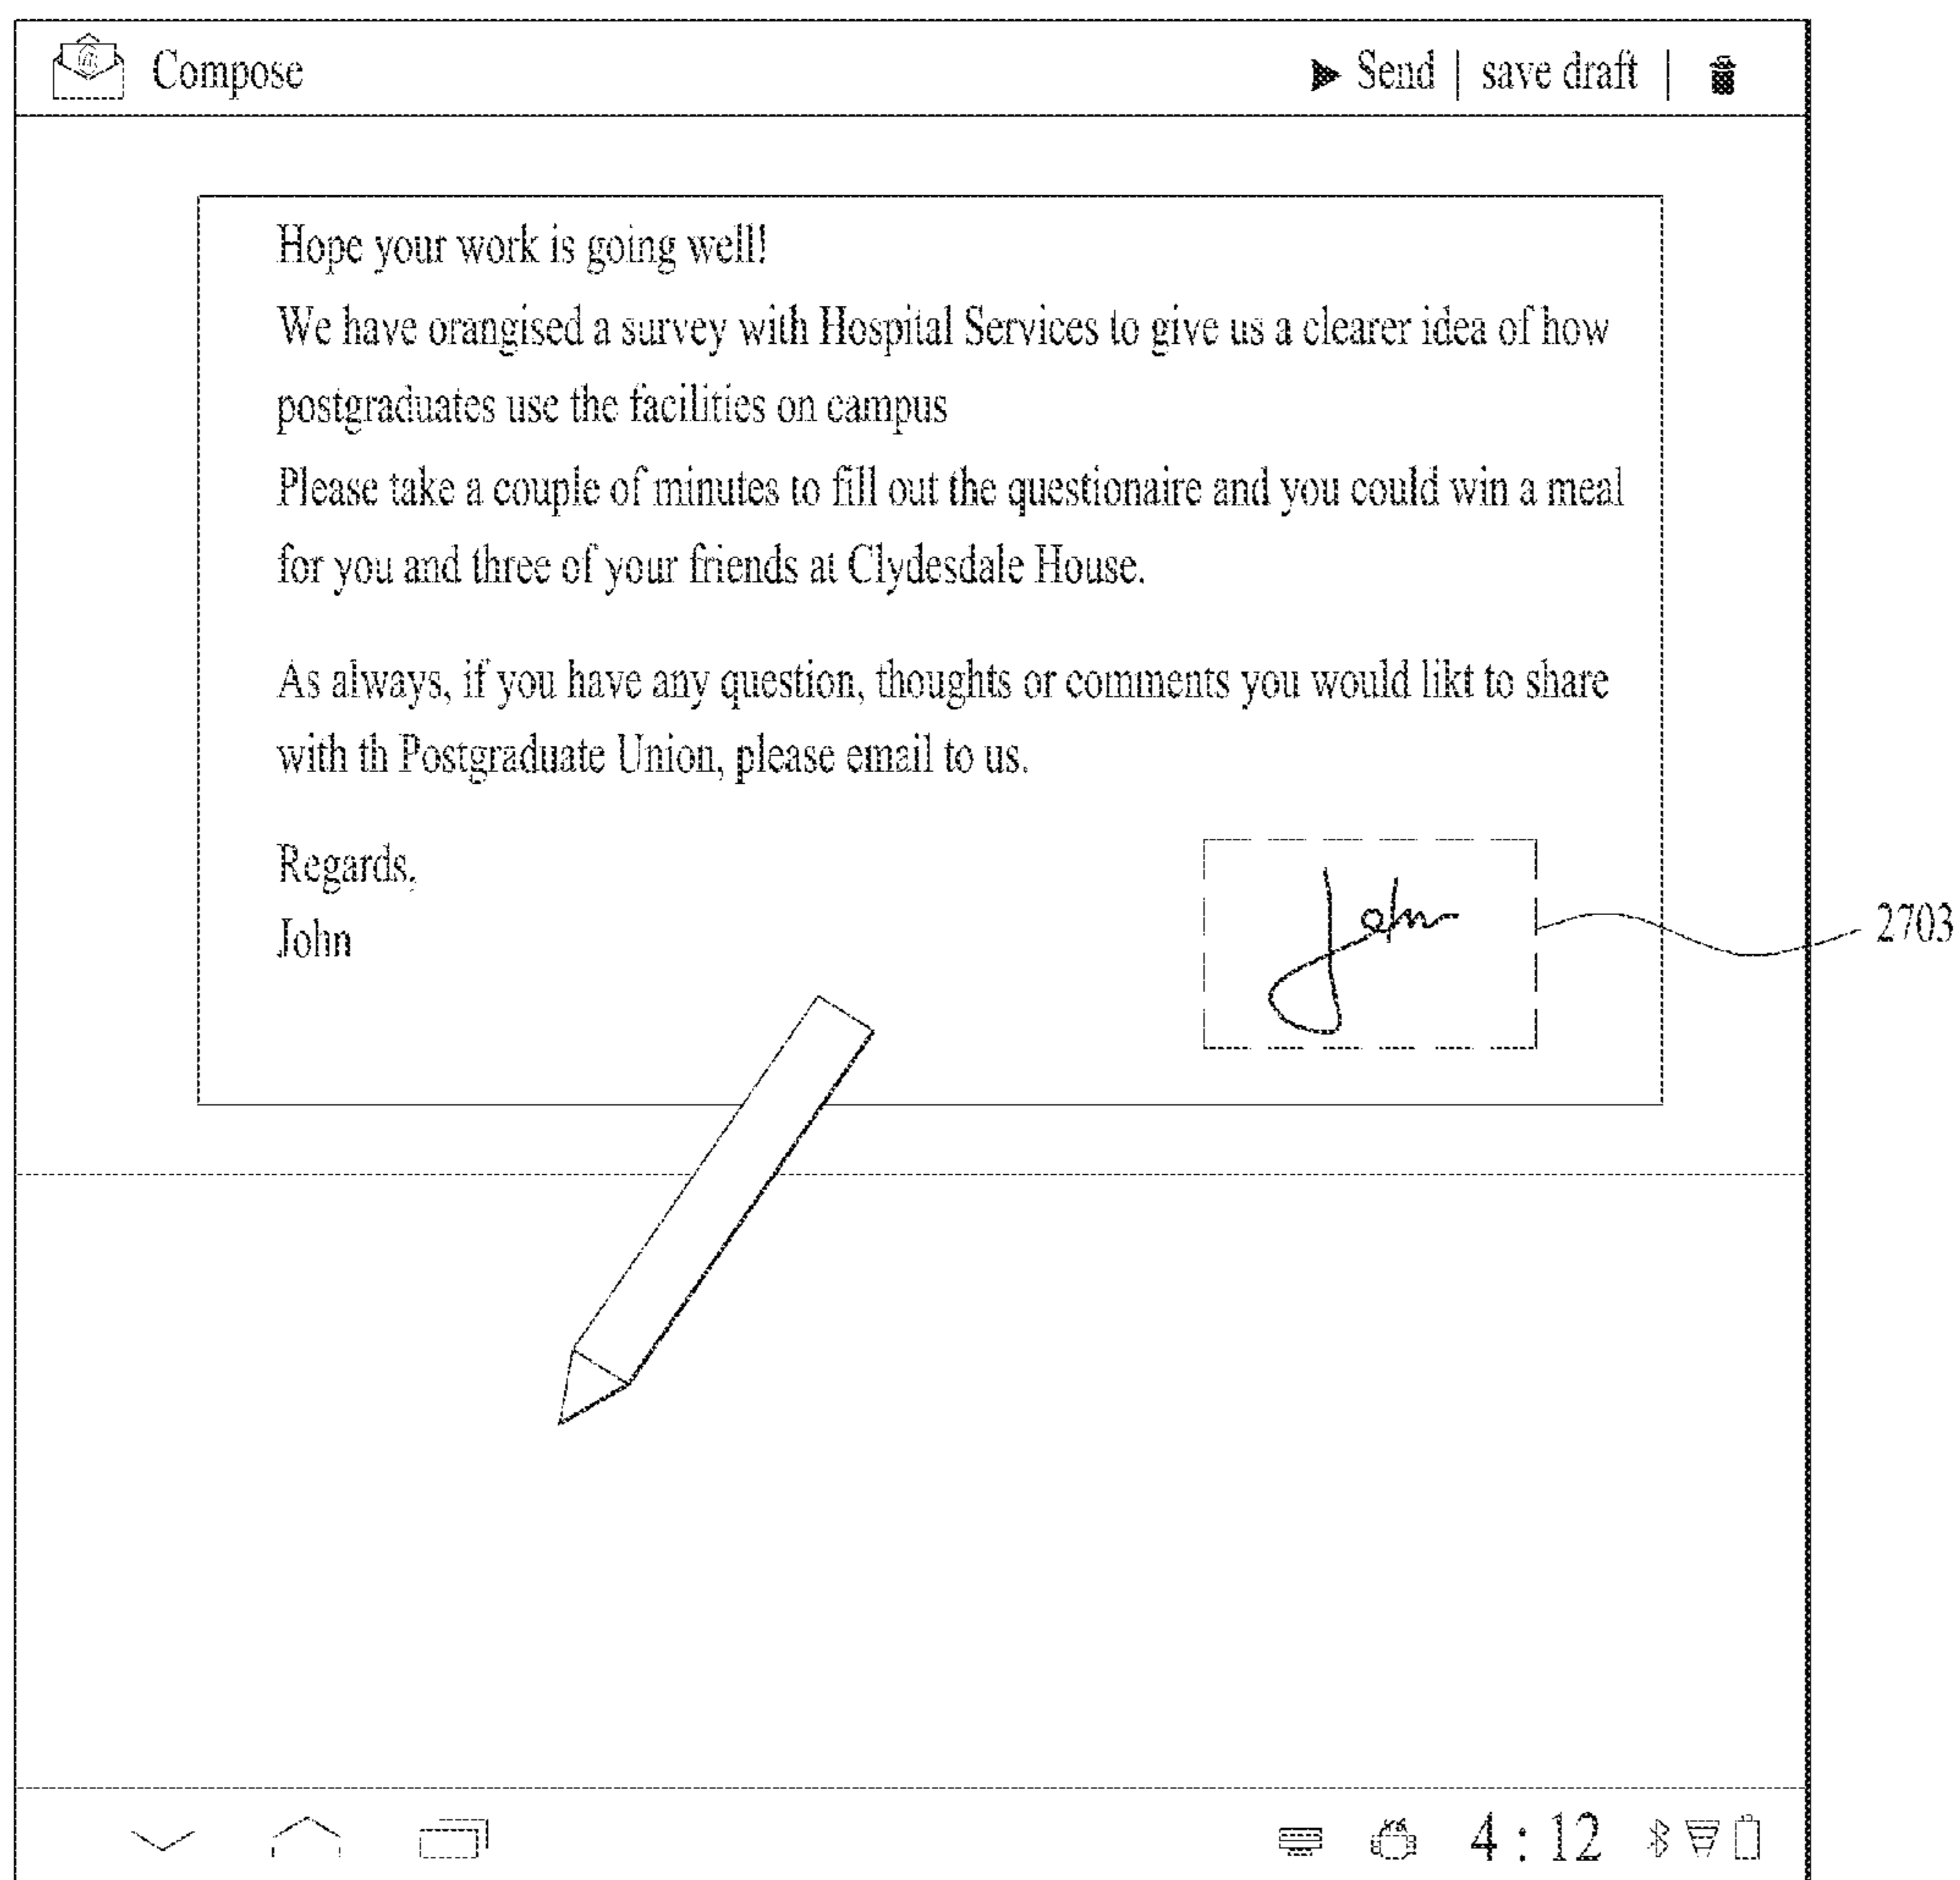 Compose
Send | save draft |
Hope your work is going well!
We have orangised a survey with Hospital Services to give us a clearer idea of how
postgraduates use the facilities on campus
Please take a couple of minutes to fill out the questionaire and you could win a meal
for you and three of your friends at Clydesdale House.
As always, if you have any question, thoughts or comments you would likt to share
with th Postgraduate Union, please email to us.
Regards,
John
John
2703
4 : 12